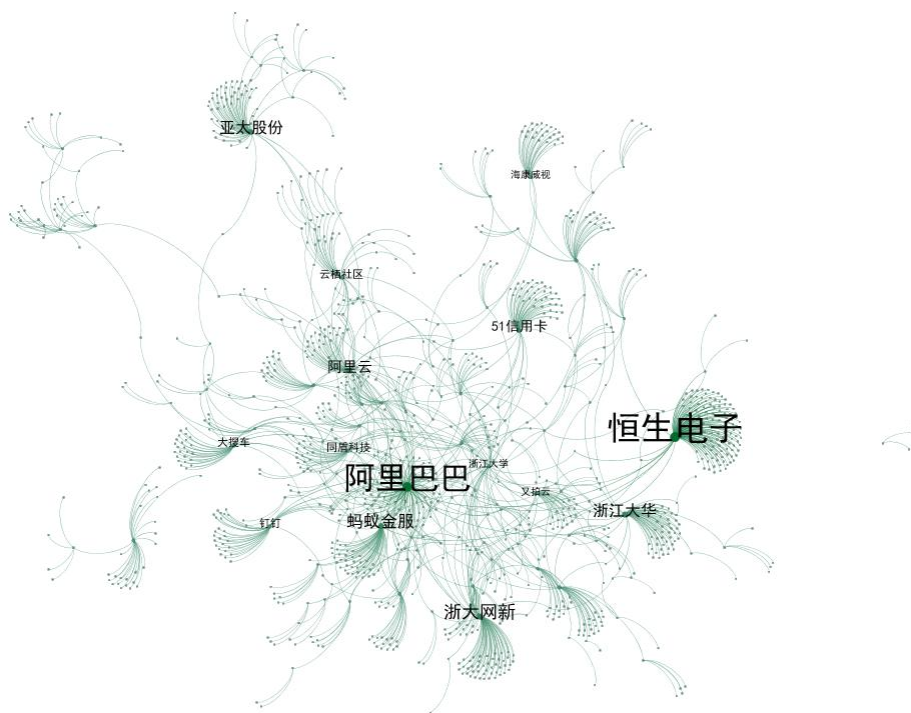 亚太股份
海康威视
云栖社区
51信用卡
阿里云
恒生电子
大搜车
同盾科技
浙江大学
阿里巴巴
又拍云
浙江大华
蚂蚁金服
钉钉
浙大网新